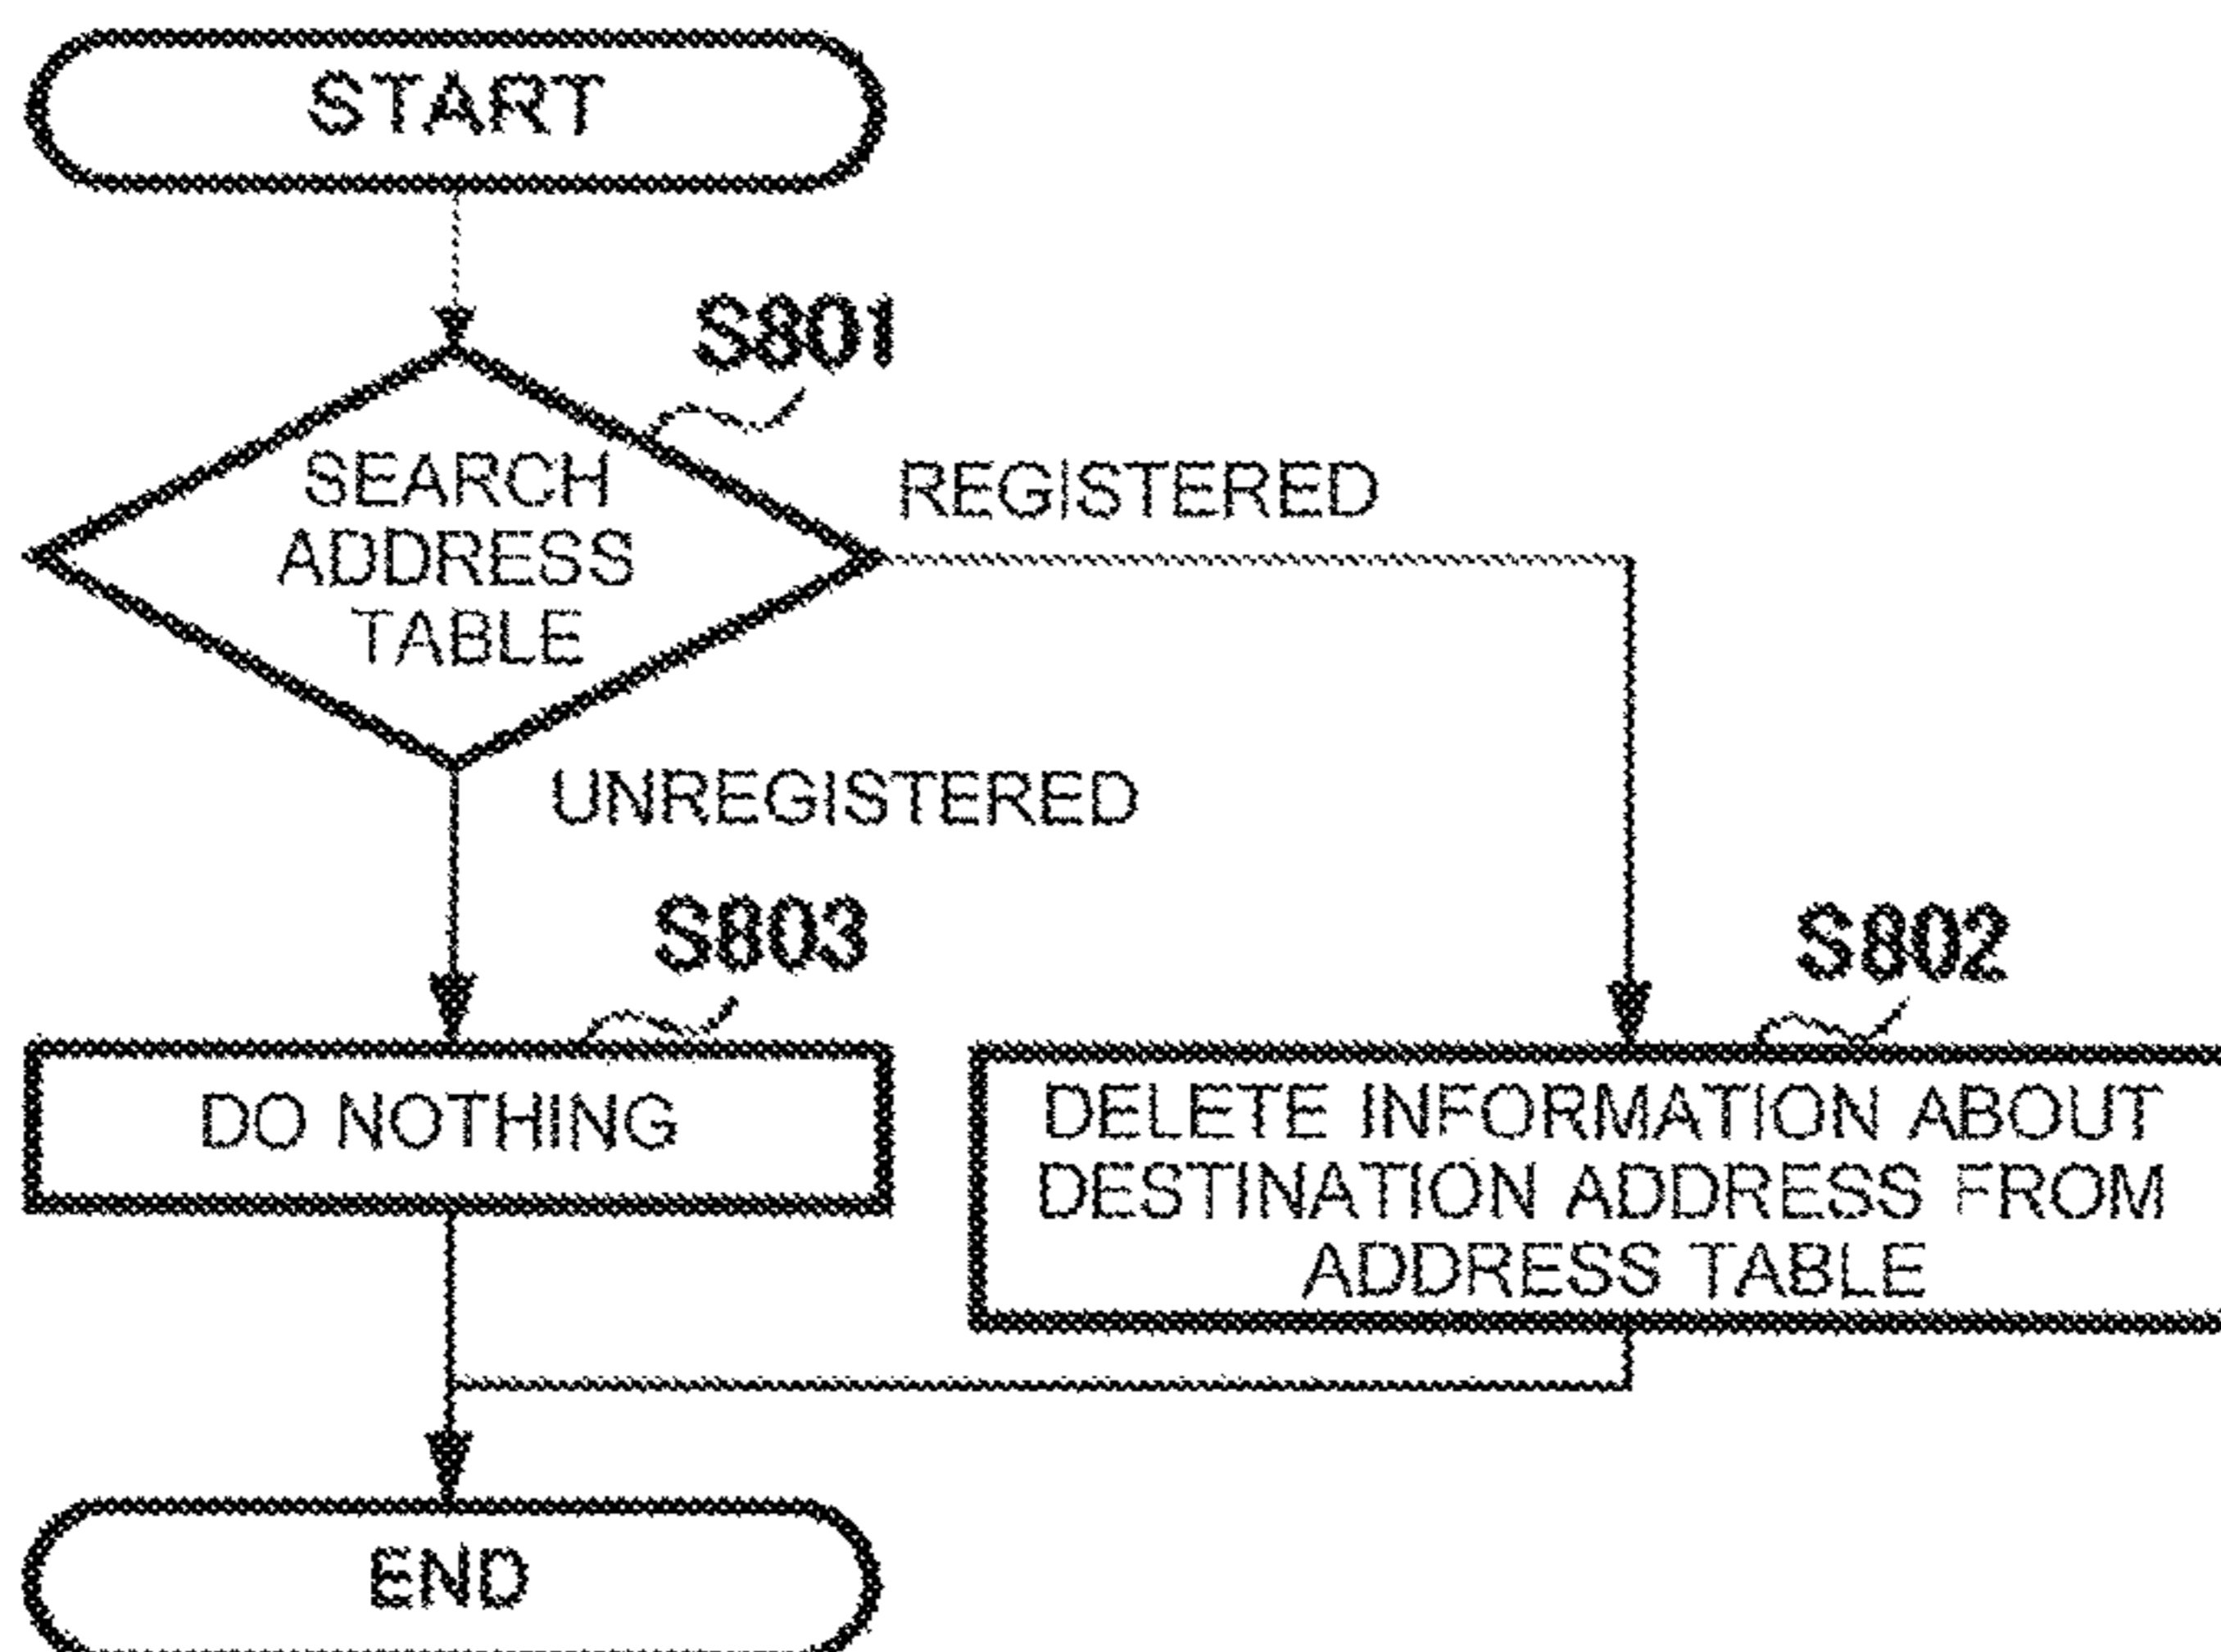 START
S801
SEARCH
ADDRESS
TABLE
REGISTERED
UNREGISTERED
S803
S802
DO NOTHING
DELETE INFORMATION ABOUT
DESTINATION ADDRESS FROM
ADDRESS TABLE
END